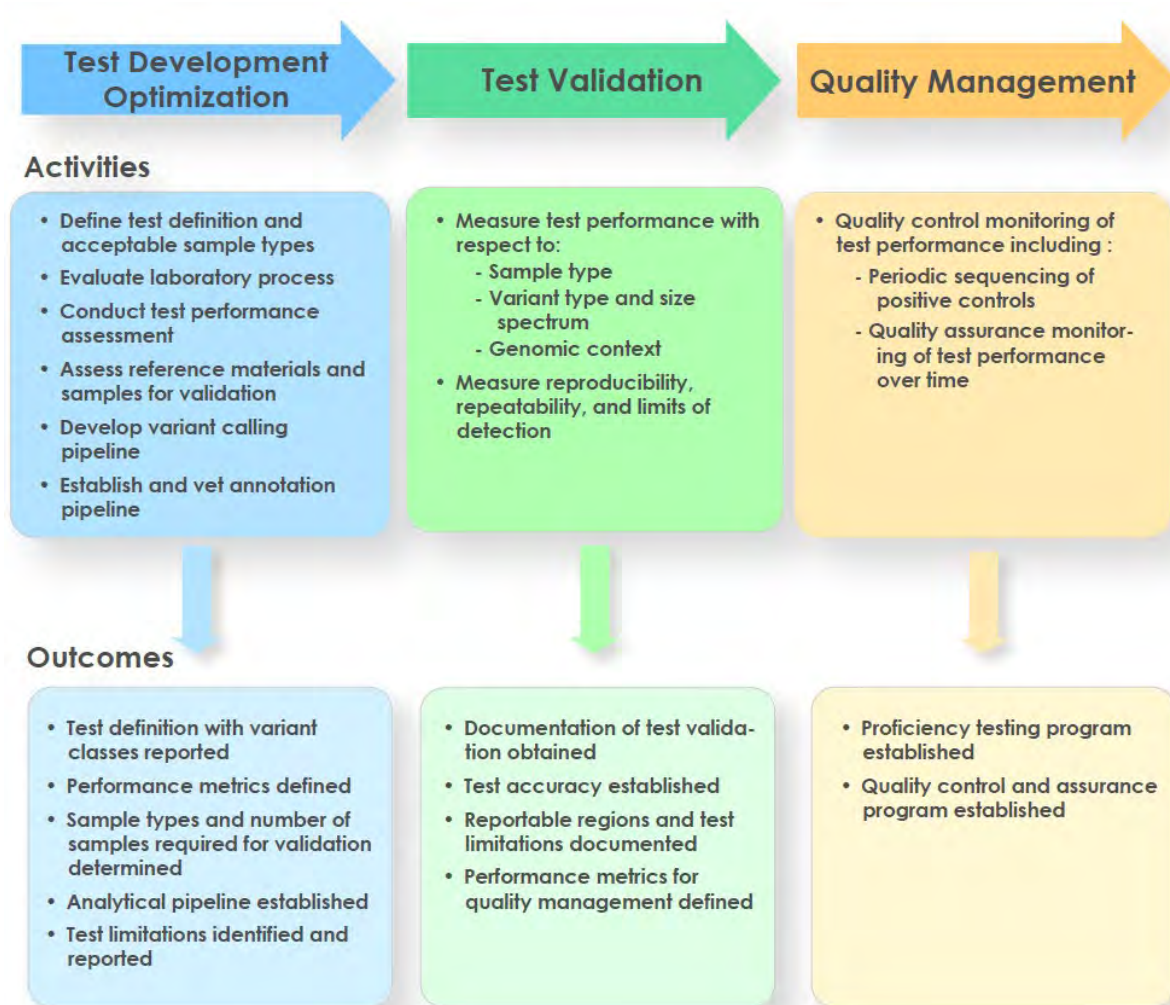 Test Development
Optimization
Test Validation
Quality Management
Activities
• Define test definition and
acceptable sample types
• Evaluate laboratory process
• Conduct test performance
assessment
• Assess reference materials and
samples for validation
• Develop variant calling
pipeline
• Establish and vet annotation
pipeline
• Measure test performance with
respect to:
- Sample type
- Variant type and size
spectrum
- Genomic context
• Measure reproducibility,
repeatability, and limits of
detection
• Quality control monitoring of
test performance including :
- Periodic sequencing of
positive controls
- Quality assurance monitor-
ing of test performance
over time
Outcomes
• Test definition with variant
classes reported
• Performance metrics defined
• Sample types and number of
samples required for validation
determined
• Analytical pipeline established
• Test limitations identified and
reported
• Documentation of test valida-
tion obtained
• Test accuracy established
• Reportable regions and test
limitations documented
• Performance metrics for
quality management defined
• Proficiency testing program
established
• Quality control and assurance
program established